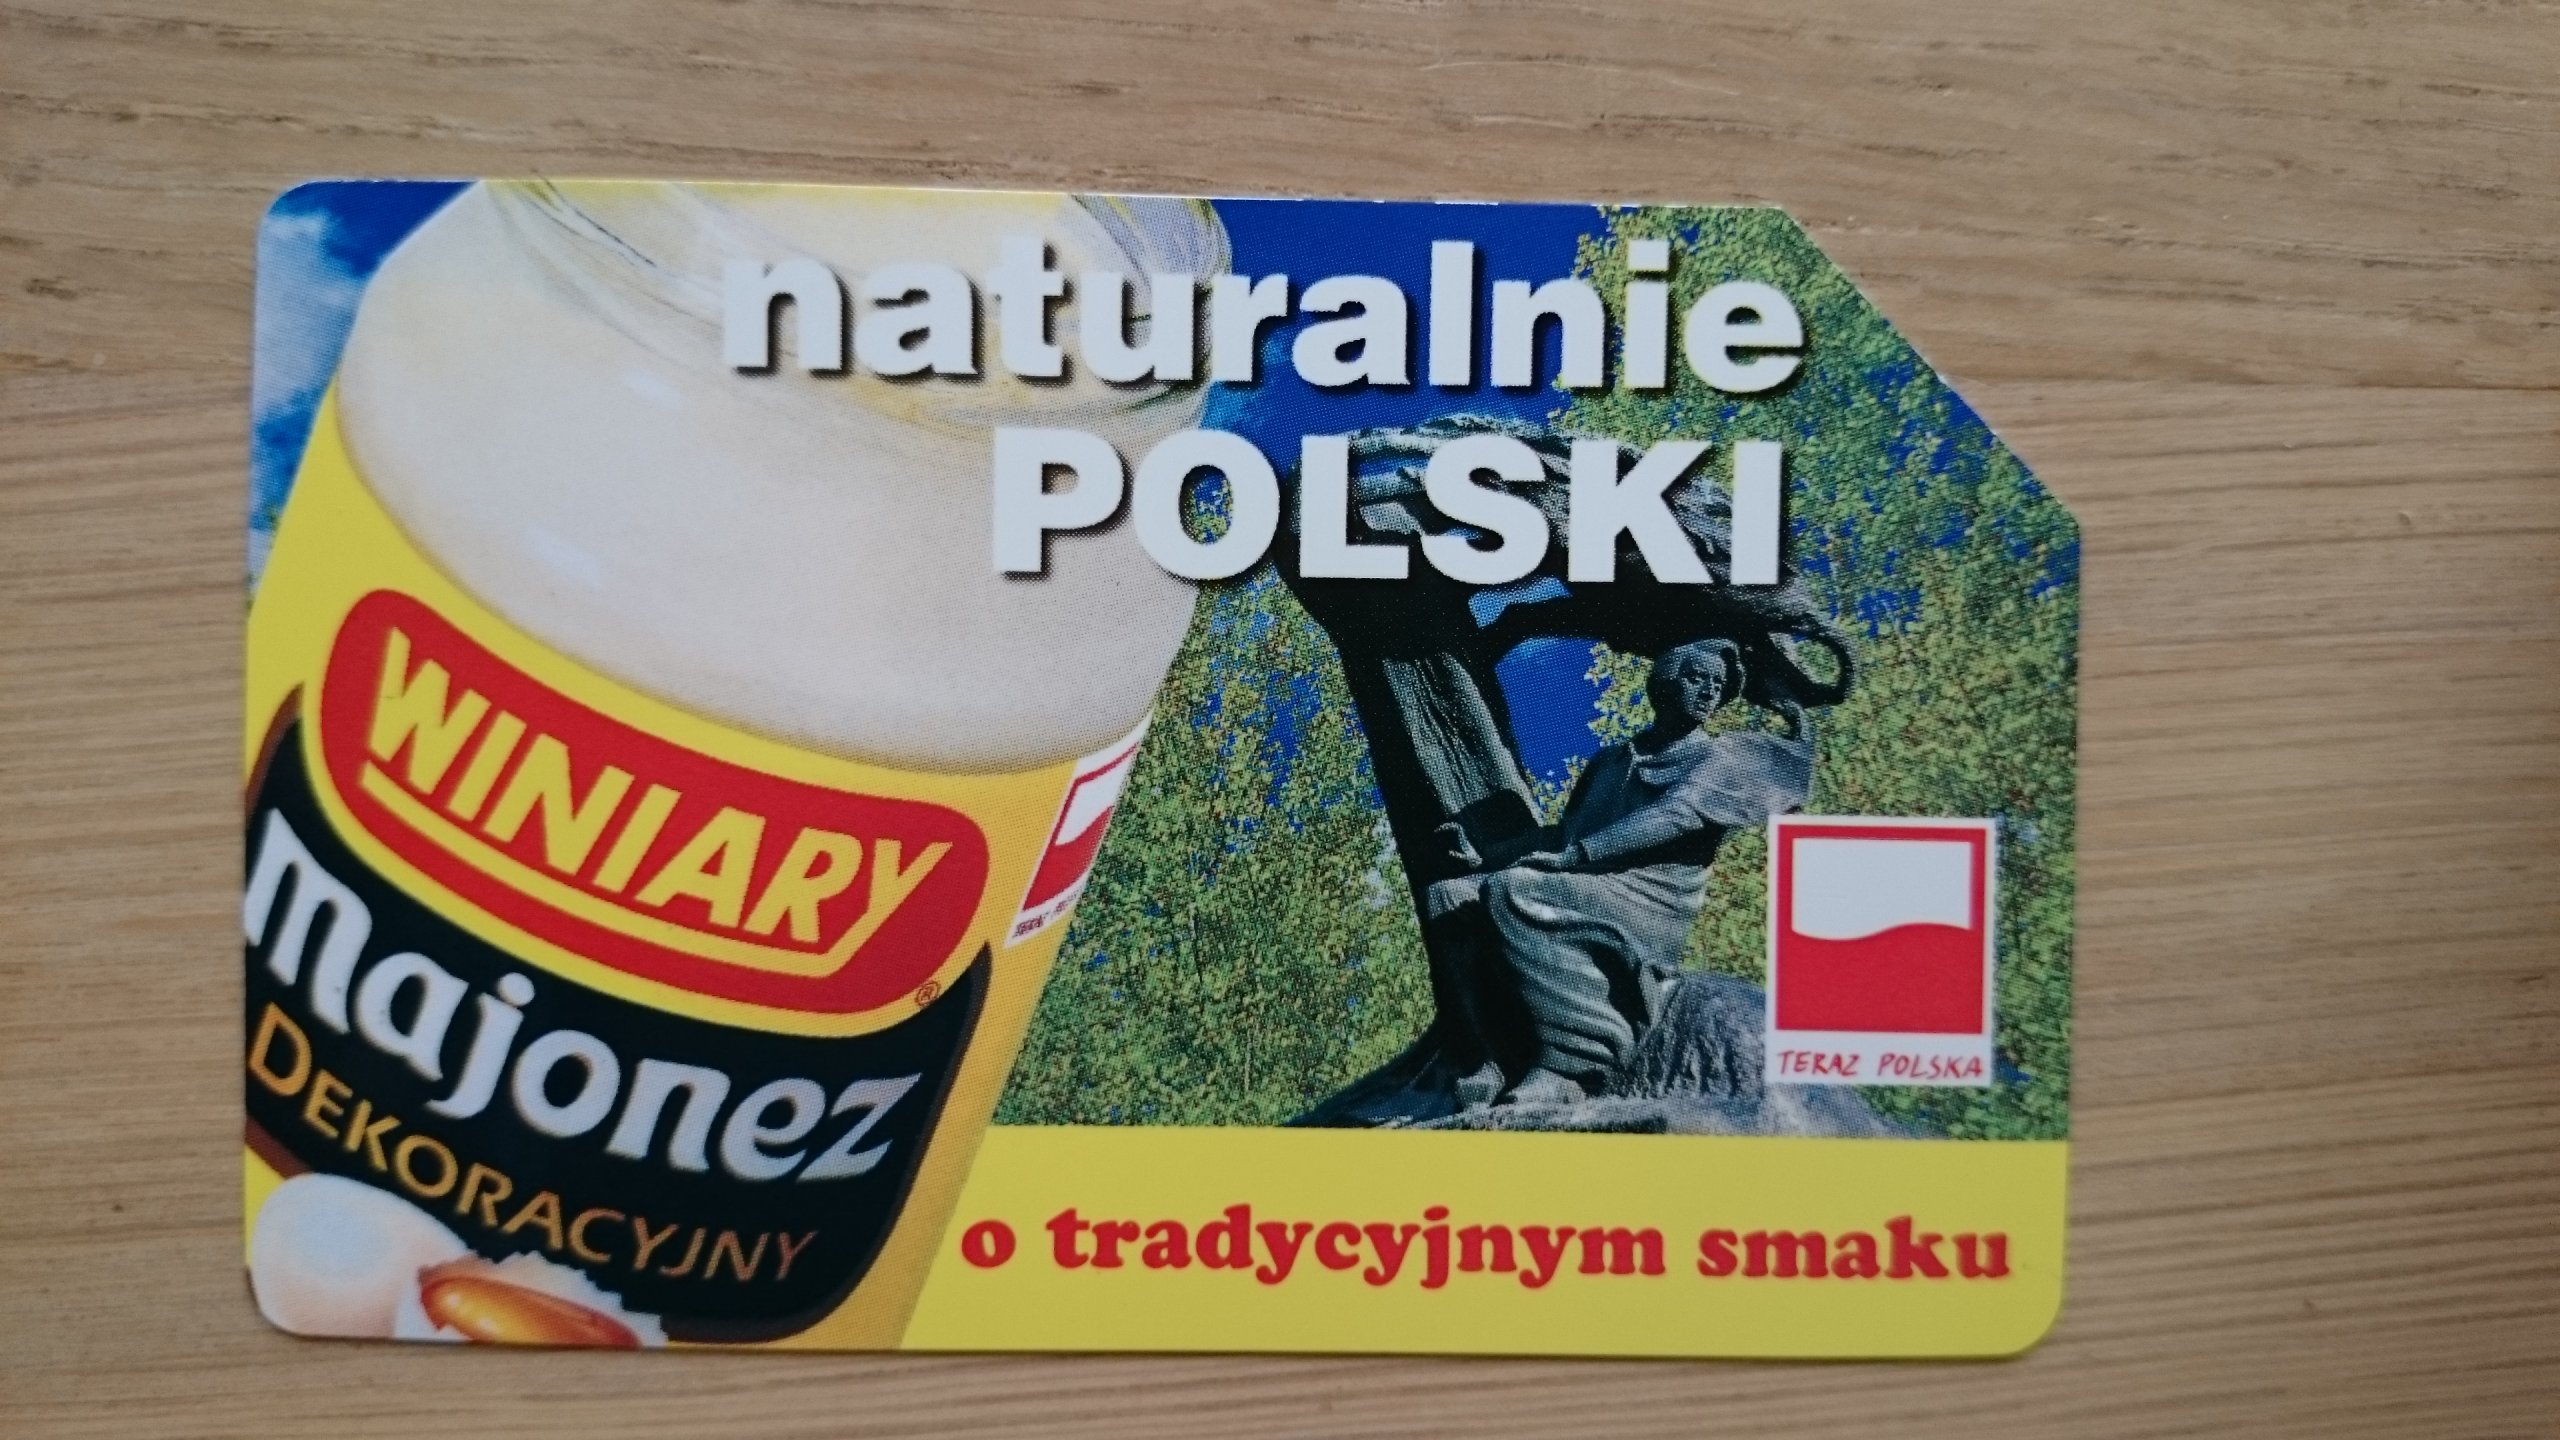 naturalnie
POLSKI
WINIARY
®
majonez
DEKORACYJNY
TERAZ POLSKA
o tradycyjnym smaku